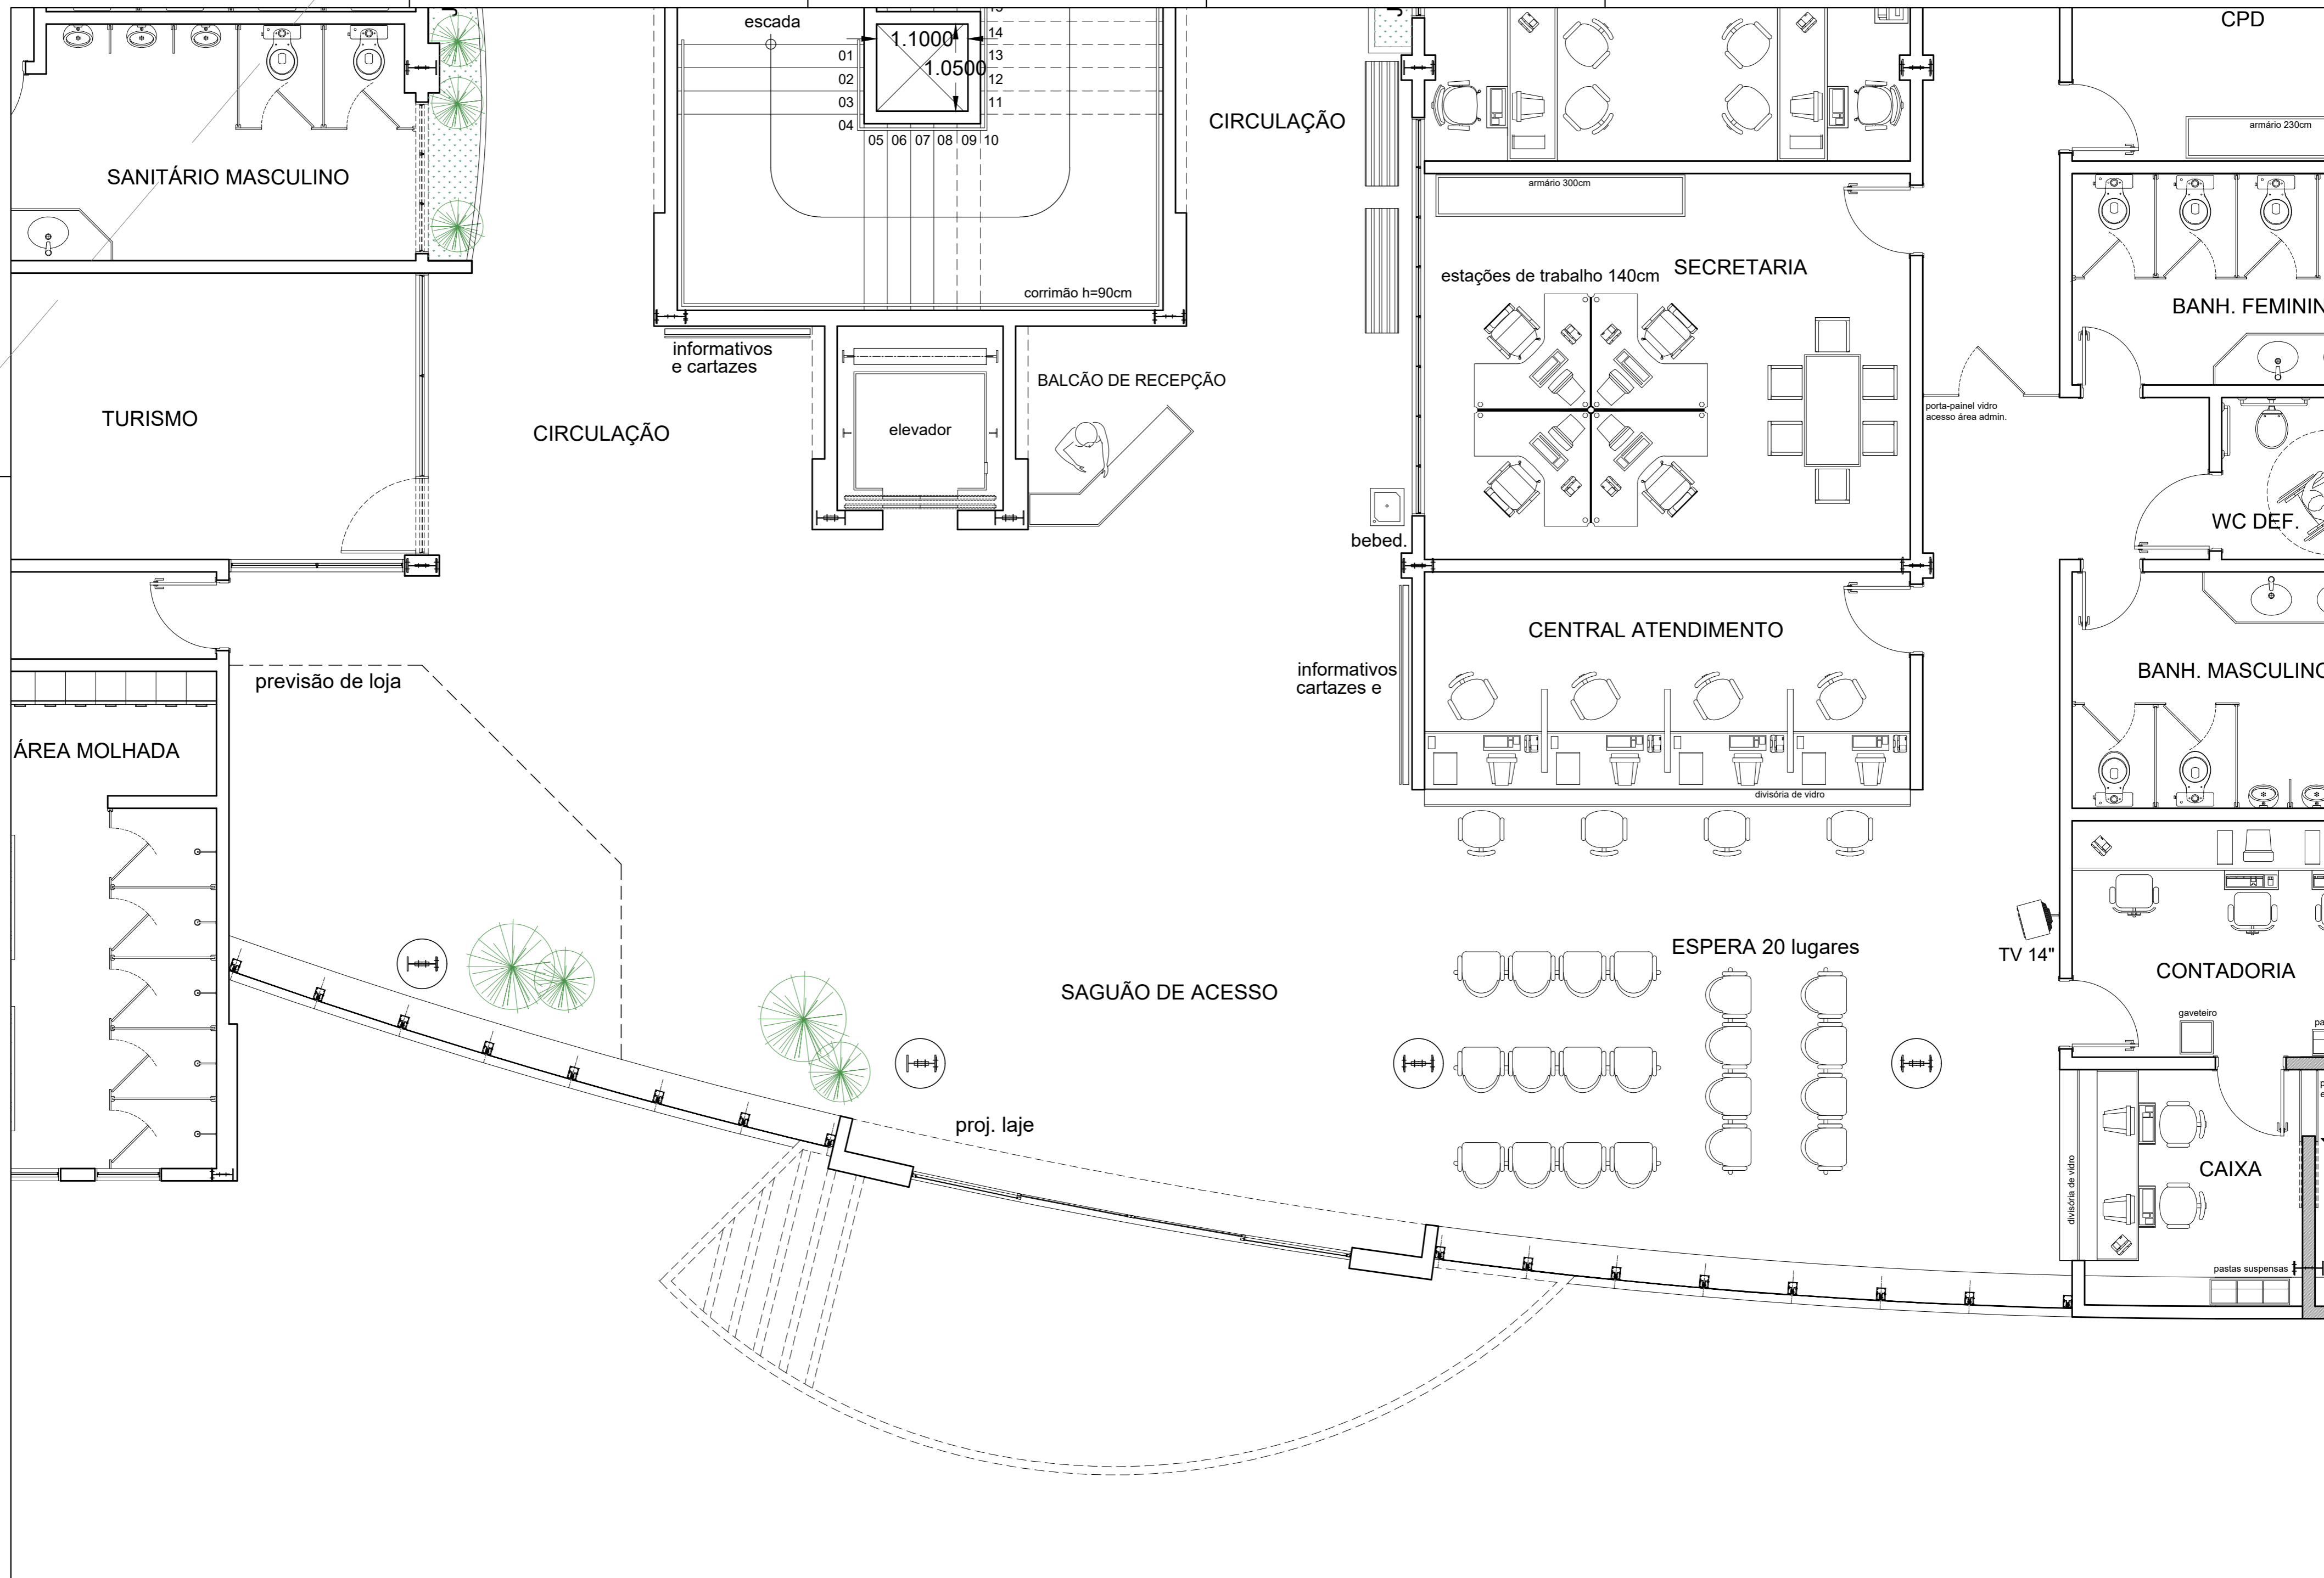 CPD
escada
1.1000
1.0500
14
13
12
11
01
02
03
04
05 06 07 08 09 10
CIRCULAÇÃO
armário 230cm
SANITÁRIO MASCULINO
armário 300cm
estações de trabalho 140cm
SECRETARIA
corrimão h=90cm
BANH. FEMININ
informativos
e cartazes
BALCÃO DE RECEPÇÃO
TURISMO
CIRCULAÇÃO
elevador
porta-painel vidro
acesso área admin.
WC DEF.
bebed.
CENTRAL ATENDIMENTO
informativos
cartazes e
BANH. MASCULINO
previsão de loja
ÁREA MOLHADA
divisória de vidro
ESPERA 20 lugares
TV 14"
CONTADORIA
SAGUÃO DE ACESSO
gaveteiro
pa
proj. laje
CAIXA
divisória de vidro
pastas suspensas